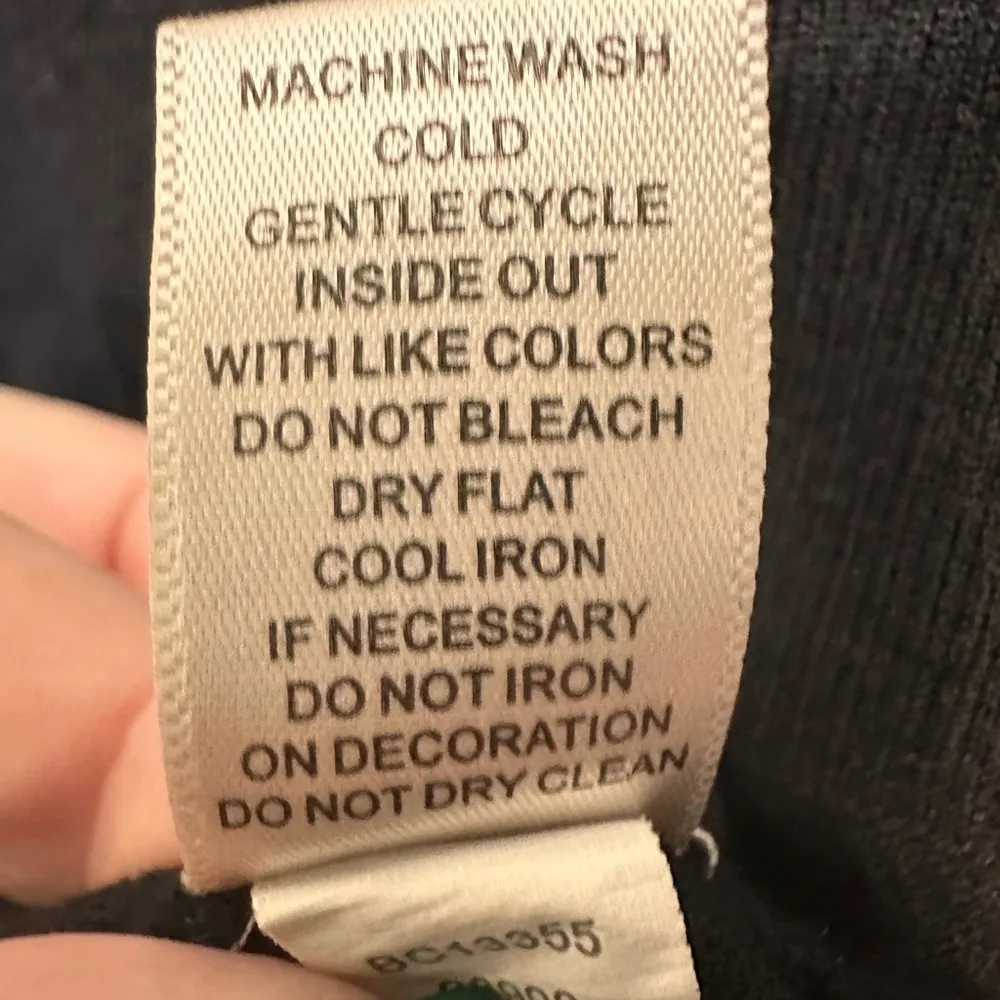 MACHINE WASH
COLD
GENTLE CYCLE
INSIDE OUT
WITH LIKE COLORS
DO NOT BLEACH
DRY FLAT
COOL IRON
IF NECESSARY
DO NOT IRON
ON DECORATION
DO NOT DRY CLEAN